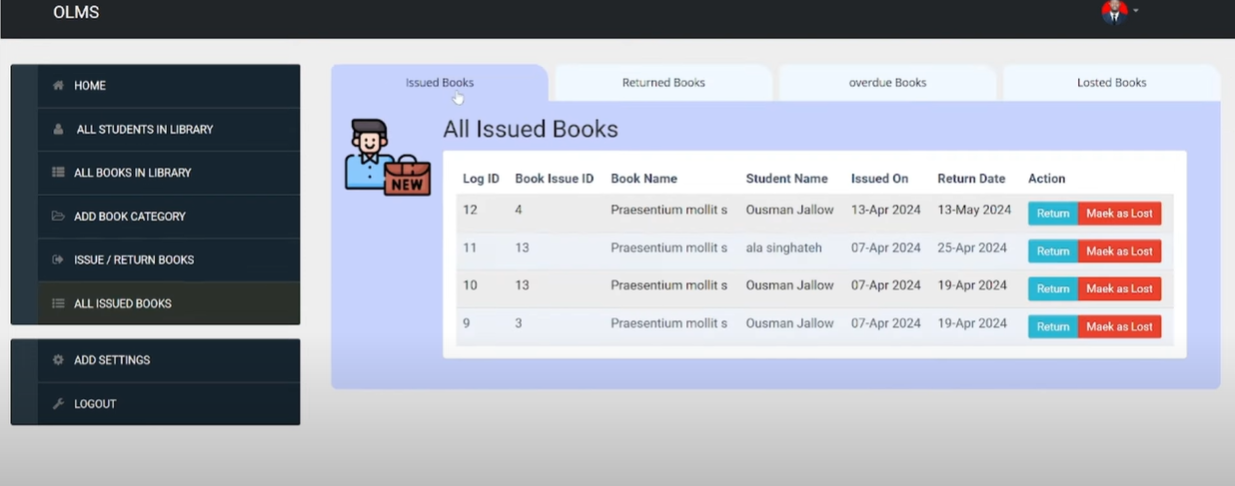 OLMS
HOME
ALL STUDENTS IN LIBRARY
ALL BOOKS IN LIBRARY
ADD BOOK CATEGORY
ISSUE / RETURN BOOKS
ALL ISSUED BOOKS
ADD SETTINGS
LOGOUT
Issued Books Returned Books overdue Books Losted Books
All Issued Books
NEW
Log ID Book Issue ID Book Name Student Name Issued On Return Date Action
12 4 Praesentium mollit s Ousman Jallow 13-Apr 2024 13-May 2024 Return Maek as Lost
11 13 Praesentium mollit s ala singhateh 07-Apr 2024 25-Apr 2024 Return Maek as Lost
10 13 Praesentium mollit s Ousman Jallow 07-Apr 2024 19-Apr 2024 Return Maek as Lost
9 3 Praesentium mollit s Ousman Jallow 07-Apr 2024 19-Apr 2024 Return Maek as Lost